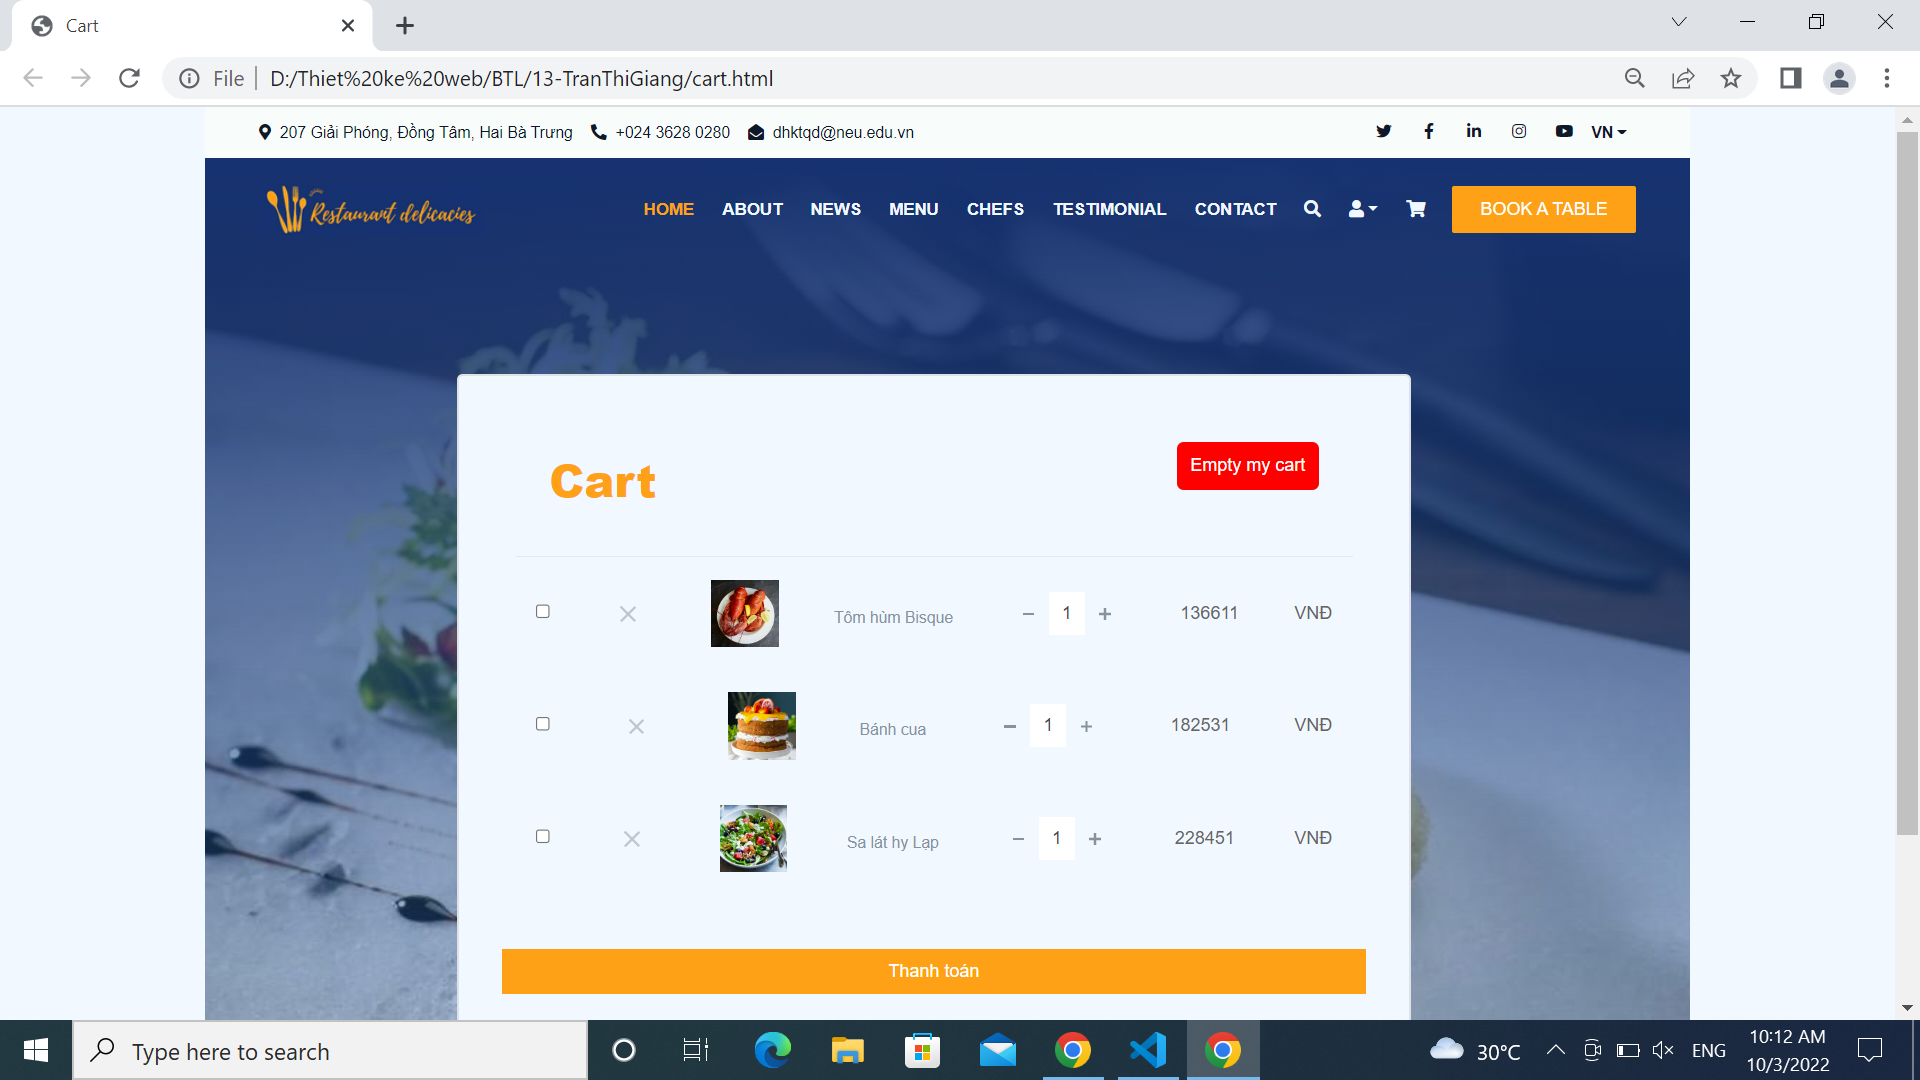 Cart
File
D:/Thiet%20ke%20web/BTL/13-TranThiGiang/cart.html
207 Giải Phóng, Đồng Tâm, Hai Bà Trưng +024 3628 0280 dhktqd@neu.edu.vn VN
Restaurant delicacies
HOME ABOUT NEWS MENU CHEFS TESTIMONIAL CONTACT BOOK A TABLE
Cart
Empty my cart
Tôm hùm Bisque − 1 + 136611 VNĐ
Bánh cua − 1 + 182531 VNĐ
Sa lát hy Lạp − 1 + 228451 VNĐ
Thanh toán
Type here to search
30°C
ENG
10:12 AM
10/3/2022